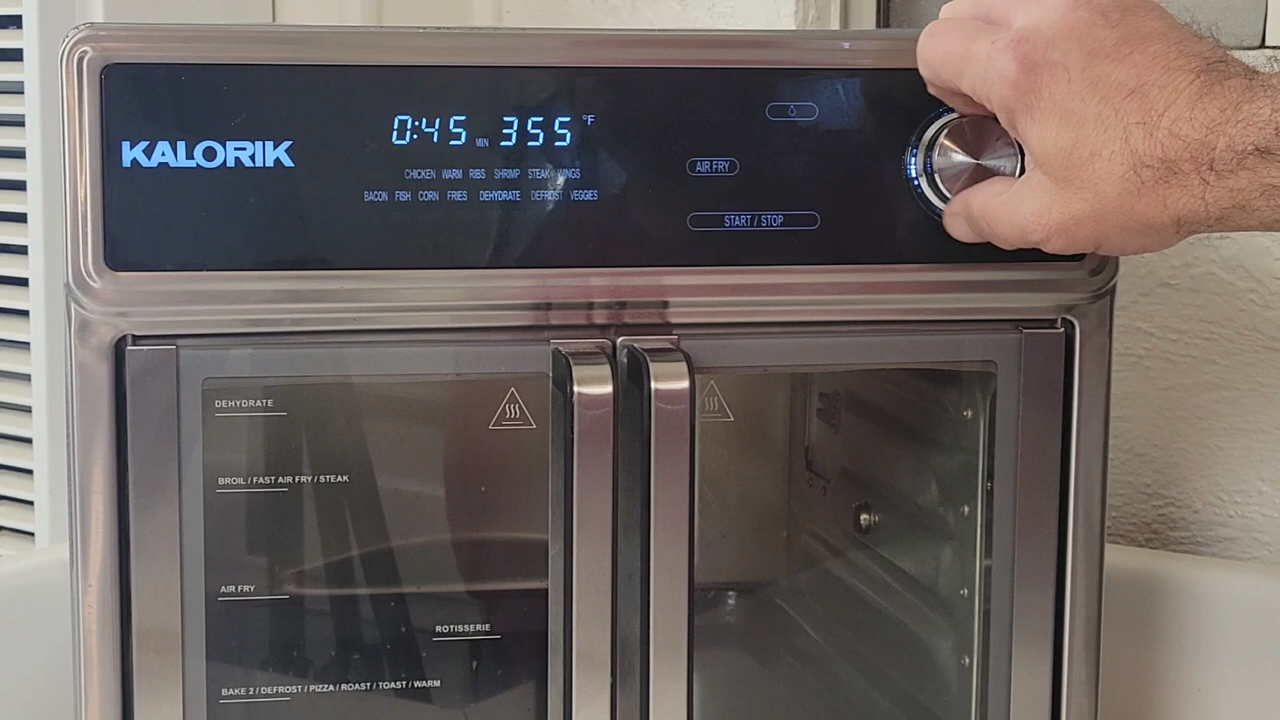 KALORIK
0:45 MIN 355 °F
CHICKEN WARM RIBS SHRIMP STEAK WINGS
BACON FISH CORN FRIES DEHYDRATE DEFROST VEGGIES
AIR FRY
START / STOP
DEHYDRATE
BROIL / FAST AIR FRY / STEAK
AIR FRY
ROTISSERIE
BAKE 2 / DEFROST / PIZZA / ROAST / TOAST / WARM